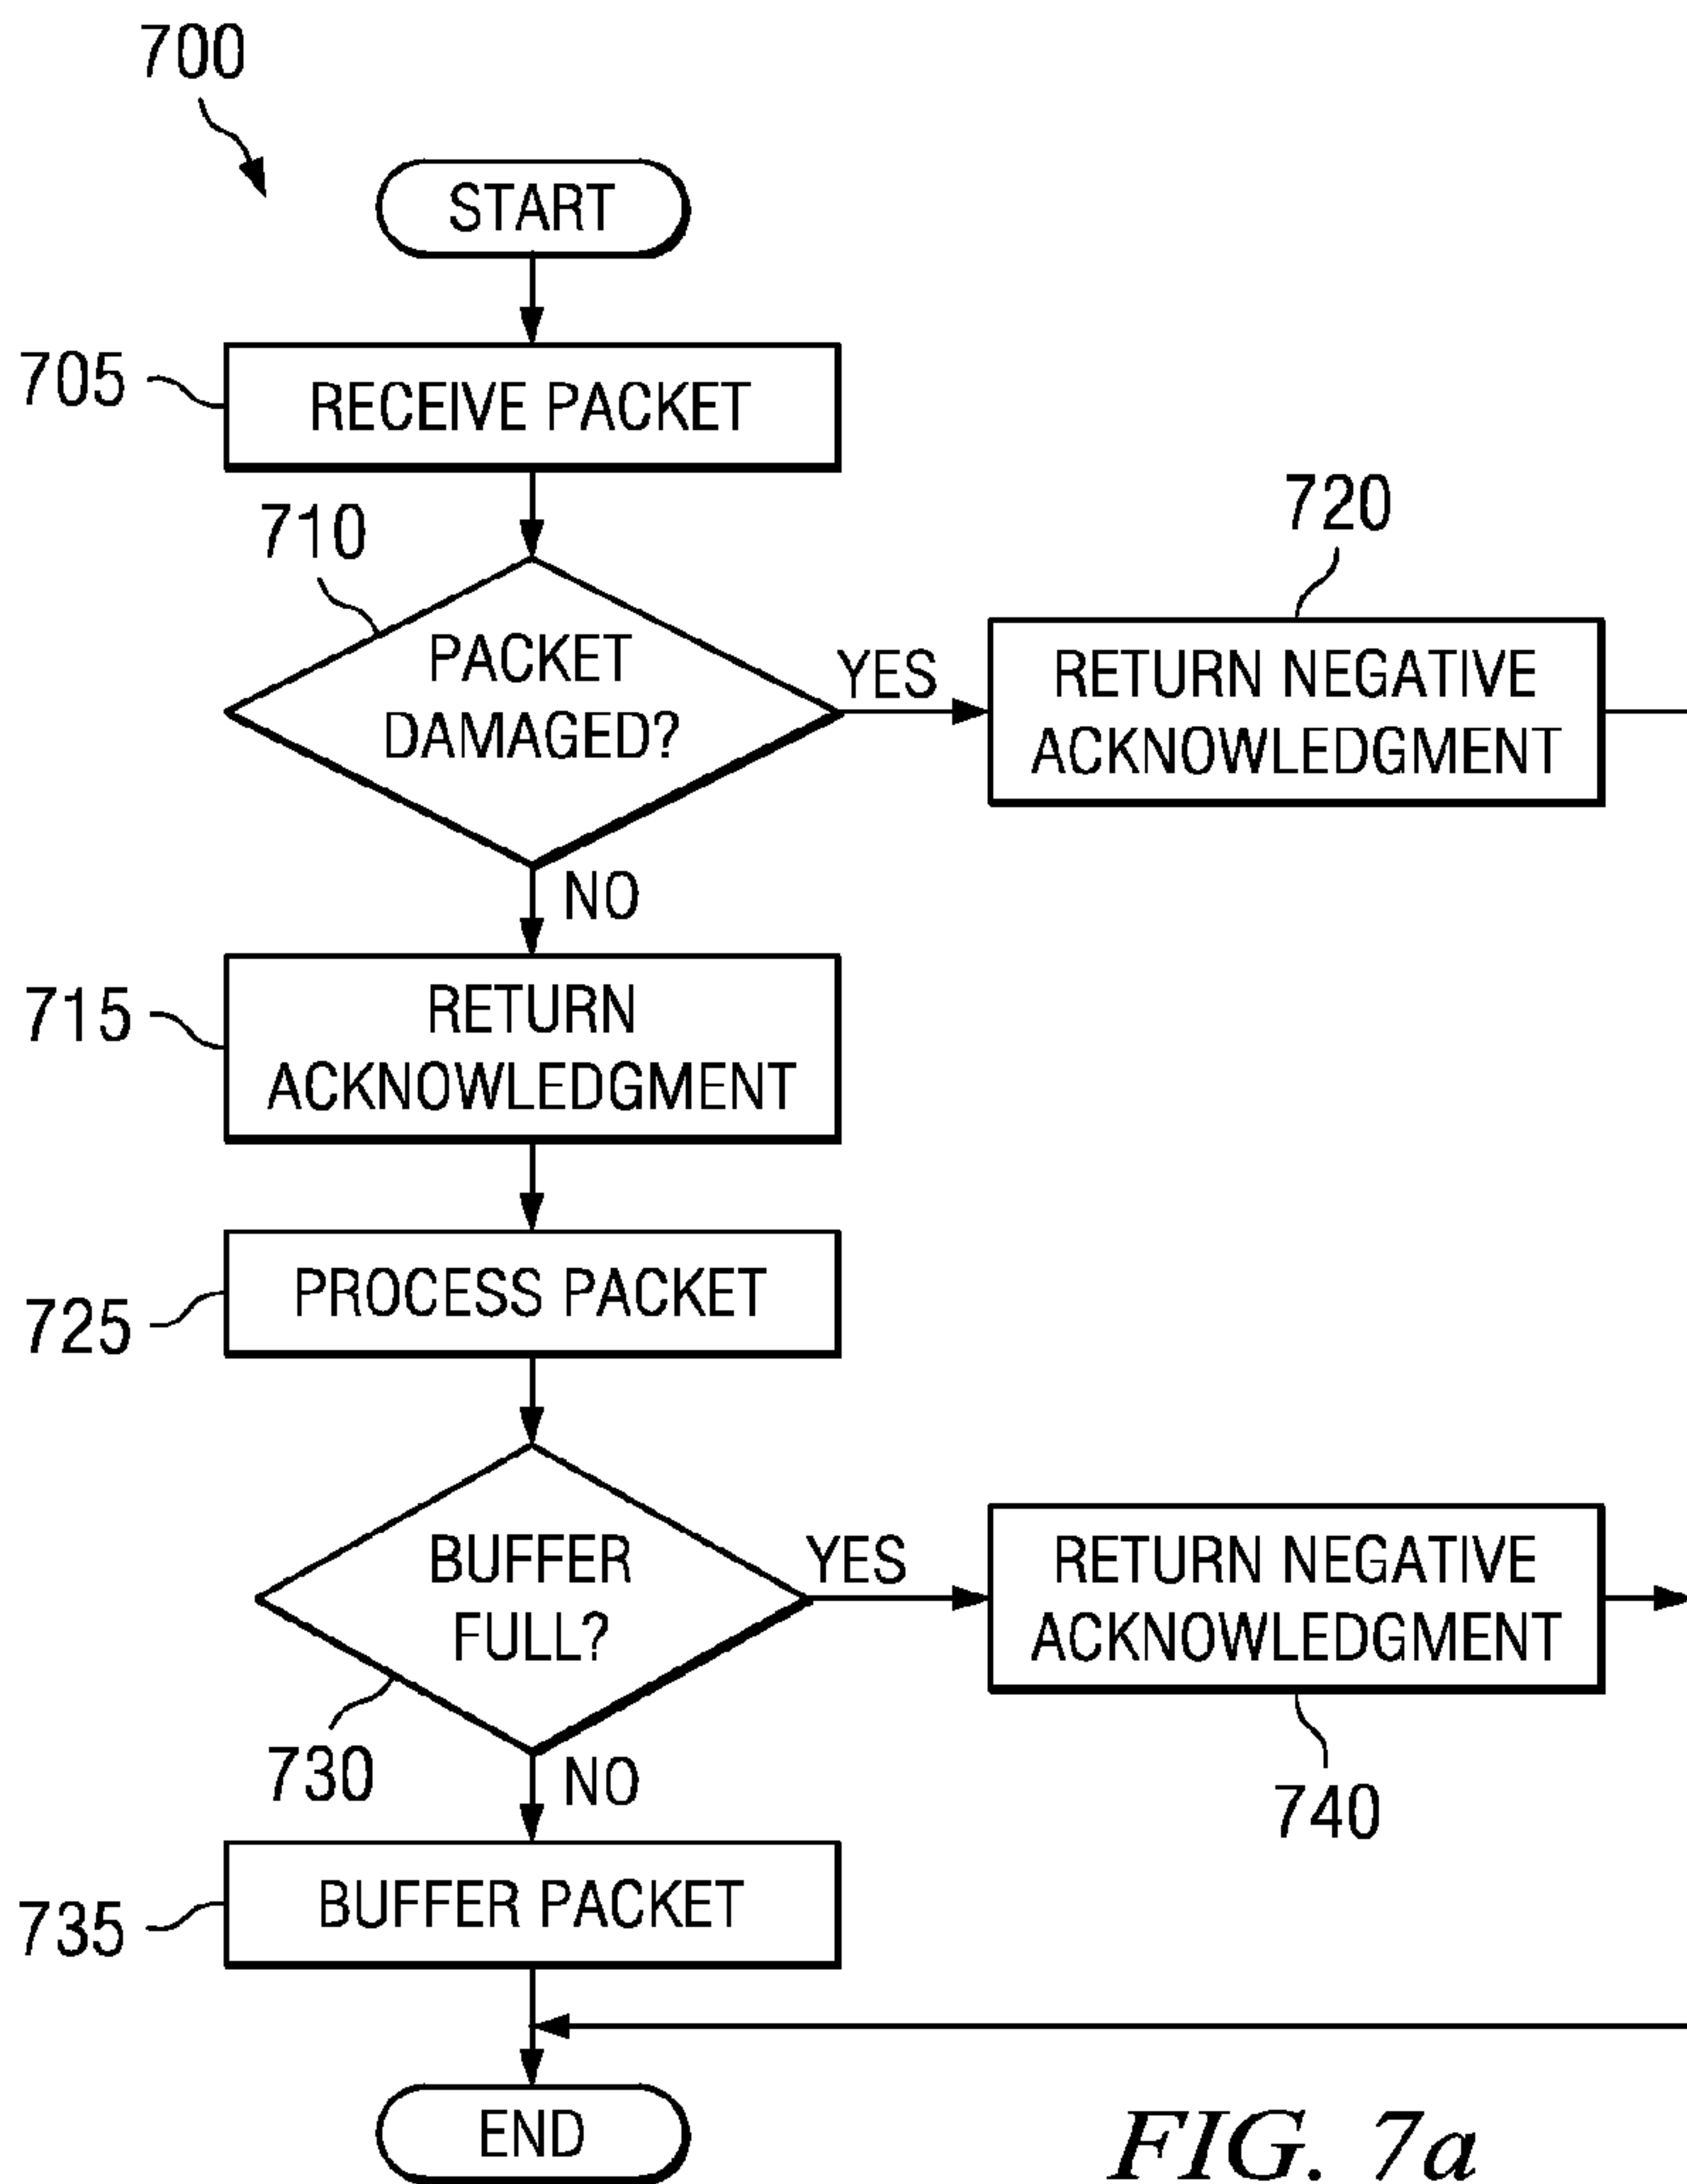 700
START
705
RECEIVE PACKET
710
PACKET
DAMAGED?
YES
720
RETURN NEGATIVE
ACKNOWLEDGMENT
NO
715
RETURN
ACKNOWLEDGMENT
725
PROCESS PACKET
BUFFER
FULL?
730
YES
RETURN NEGATIVE
ACKNOWLEDGMENT
740
NO
735
BUFFER PACKET
END
FIG. 7a